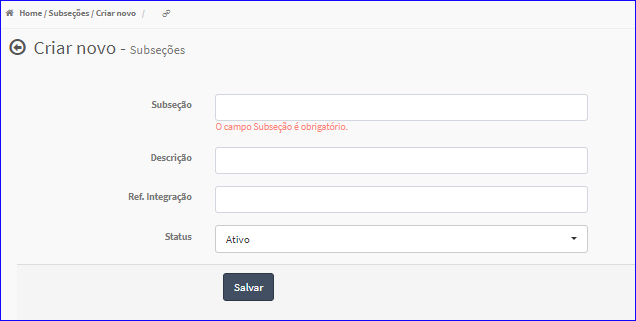 Home / Subseções / Criar novo /
Criar novo - Subseções
Subseção
O campo Subseção é obrigatório.
Descrição
Ref. Integração
Status
Ativo
Salvar